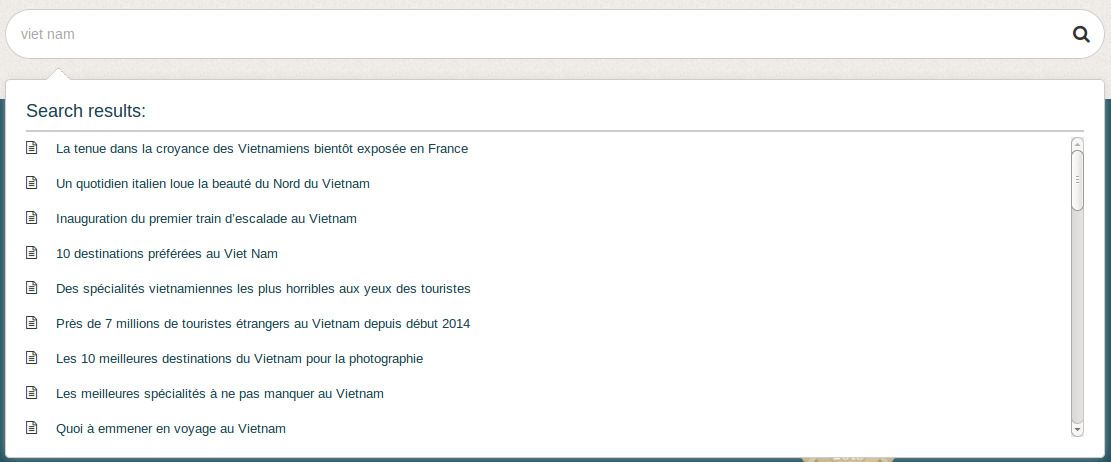 viet nam
Search results:
La tenue dans la croyance des Vietnamiens bientôt exposée en France
Un quotidien italien loue la beauté du Nord du Vietnam
Inauguration du premier train d’escalade au Vietnam
10 destinations préférées au Viet Nam
Des spécialités vietnamiennes les plus horribles aux yeux des touristes
Près de 7 millions de touristes étrangers au Vietnam depuis début 2014
Les 10 meilleures destinations du Vietnam pour la photographie
Les meilleures spécialités à ne pas manquer au Vietnam
Quoi à emmener en voyage au Vietnam